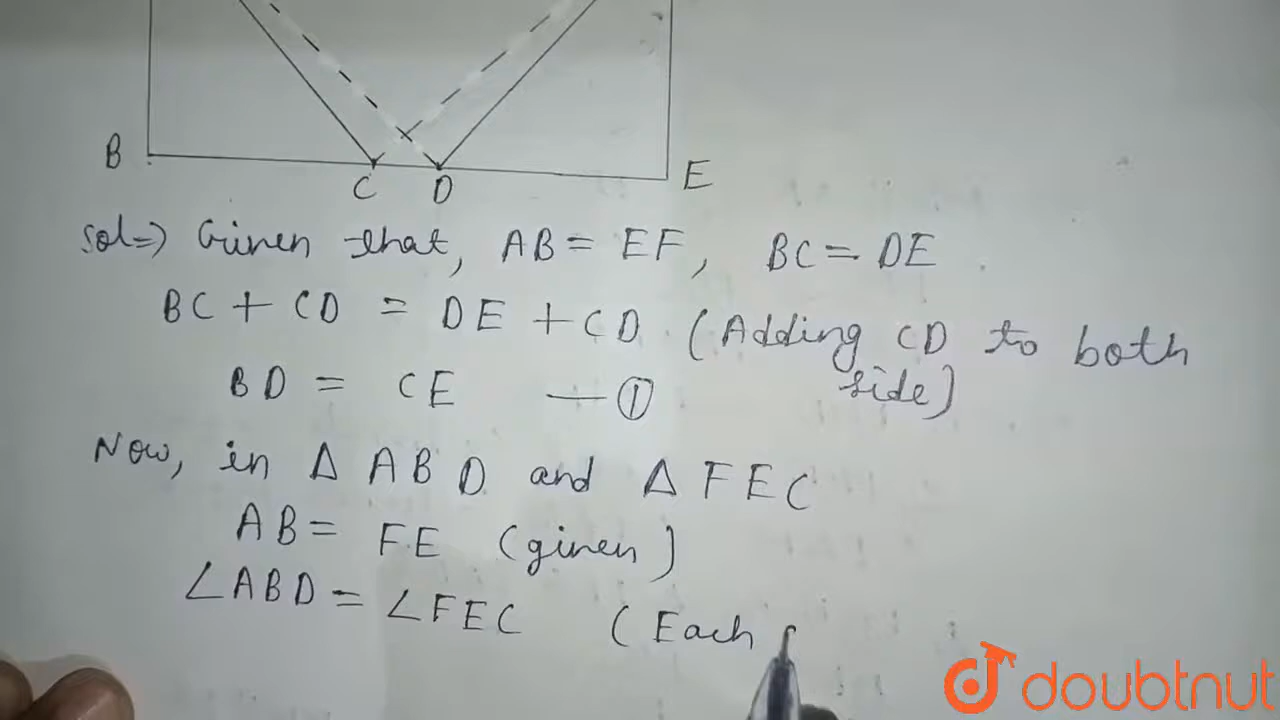 B
C D
E
Sol=> Given that, AB = EF, BC = DE
BC + CD = DE + CD (Adding CD to both side)
BD = CE — ①
Now, in Δ ABD and Δ FEC
AB = FE (given)
∠ABD = ∠FEC (Each
doubtnut